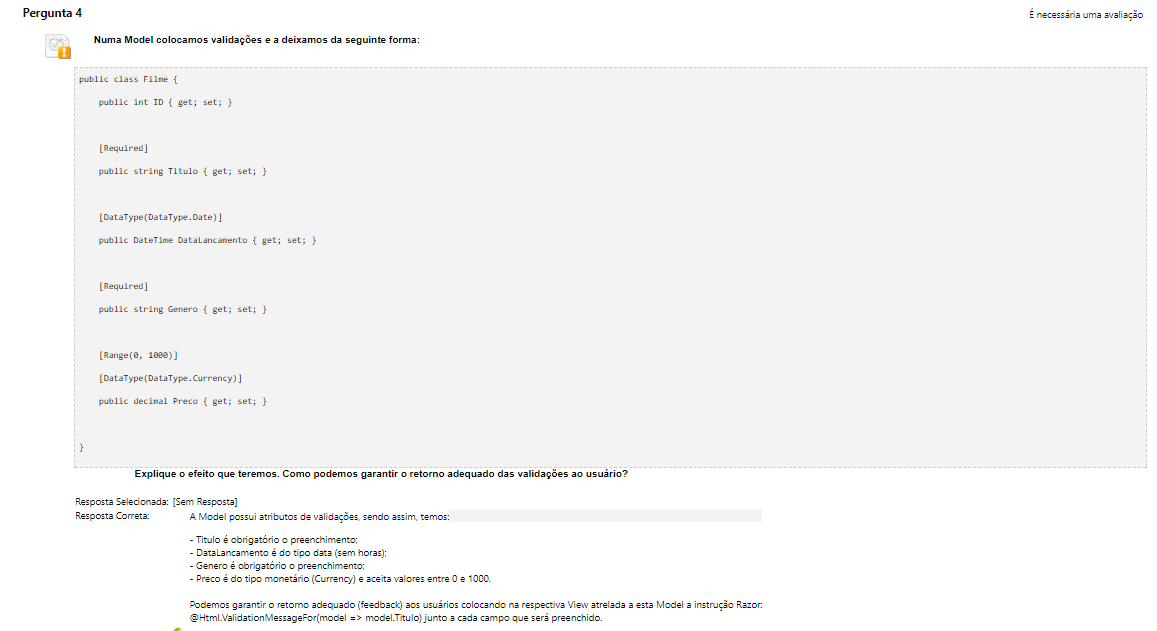 Pergunta 4
É necessária uma avaliação
Numa Model colocamos validações e a deixamos da seguinte forma:
public class Filme {
public int ID { get; set; }
[Required]
public string Titulo { get; set; }
[DataType(DataType.Date)]
public DateTime DataLancamento { get; set; }
[Required]
public string Genero { get; set; }
[Range(0, 1000)]
[DataType(DataType.Currency)]
public decimal Preco { get; set; }
}
Explique o efeito que teremos. Como podemos garantir o retorno adequado das validações ao usuário?
Resposta Selecionada: [Sem Resposta]
Resposta Correta: A Model possui atributos de validações, sendo assim, temos:
- Titulo é obrigatório o preenchimento;
- DataLancamento é do tipo data (sem horas);
- Genero é obrigatório o preenchimento;
- Preco é do tipo monetário (Currency) e aceita valores entre 0 e 1000.
Podemos garantir o retorno adequado (feedback) aos usuários colocando na respectiva View atrelada a esta Model a instrução Razor:
@Html.ValidationMessageFor(model => model.Titulo) junto a cada campo que será preenchido.